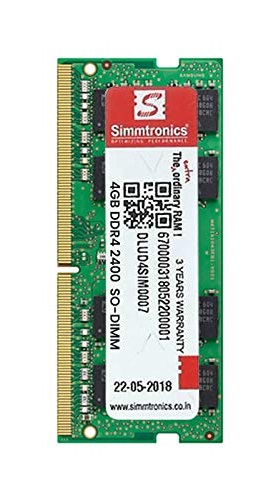 S
Simmtronics
OPTIMIZING PERFORMANCE
The extra ordinary RAM !
3 YEARS WARRANTY
67000031805220001
DLUD4SIM0007
4GB DDR4 2400 SO-DIMM
22-05-2018
www.simmtronics.co.in